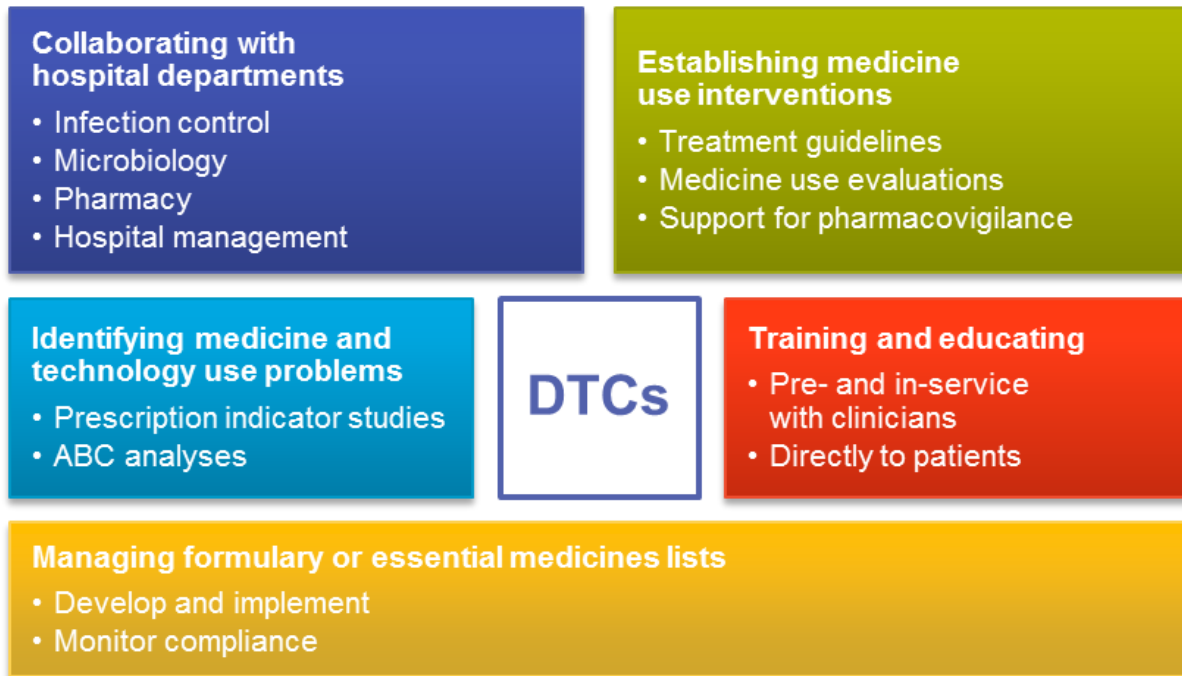 Collaborating with
hospital departments
• Infection control
• Microbiology
• Pharmacy
• Hospital management
Establishing medicine
use interventions
• Treatment guidelines
• Medicine use evaluations
• Support for pharmacovigilance
Identifying medicine and
technology use problems
• Prescription indicator studies
• ABC analyses
DTCs
Training and educating
• Pre- and in-service
with clinicians
• Directly to patients
Managing formulary or essential medicines lists
• Develop and implement
• Monitor compliance